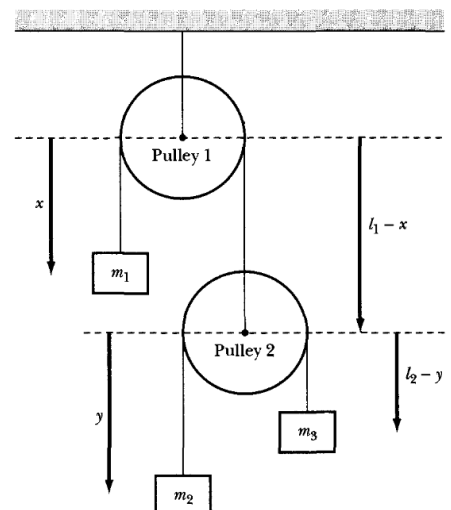 Pulley 1
x
l₁ – x
m₁
Pulley 2
l₂ – y
y
m₃
m₂